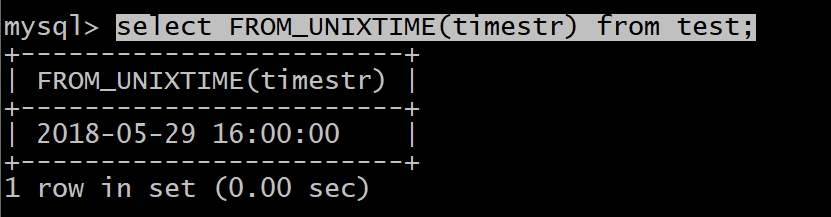 mysql> select FROM_UNIXTIME(timestr) from test;
+------------------------+
| FROM_UNIXTIME(timestr) |
+------------------------+
| 2018-05-29 16:00:00    |
+------------------------+
1 row in set (0.00 sec)